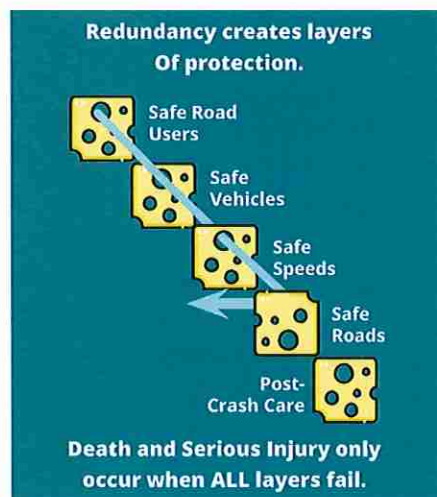 Redundancy creates layers
Of protection.
Safe Road
Users
Safe
Vehicles
Safe
Speeds
Safe
Roads
Post-
Crash Care
Death and Serious Injury only
occur when ALL layers fail.